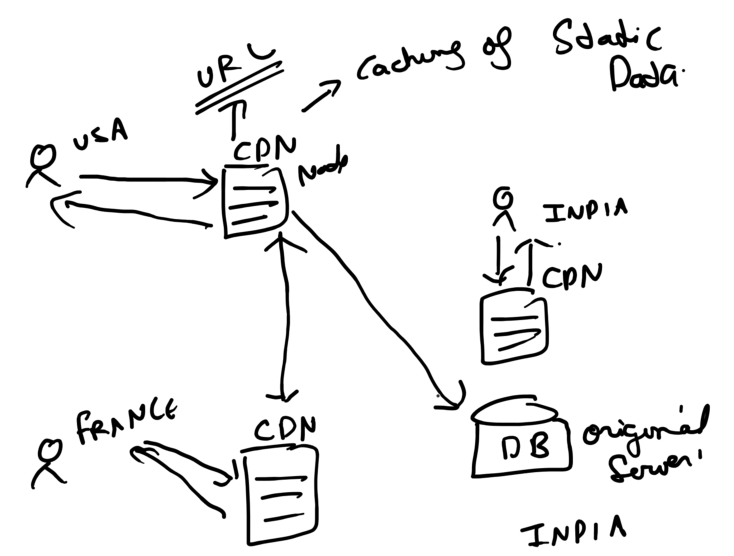 URL
Caching of Static
Data.
USA
CDN
Node
INDIA
CDN
FRANCE
CDN
DB
original
Server
INDIA